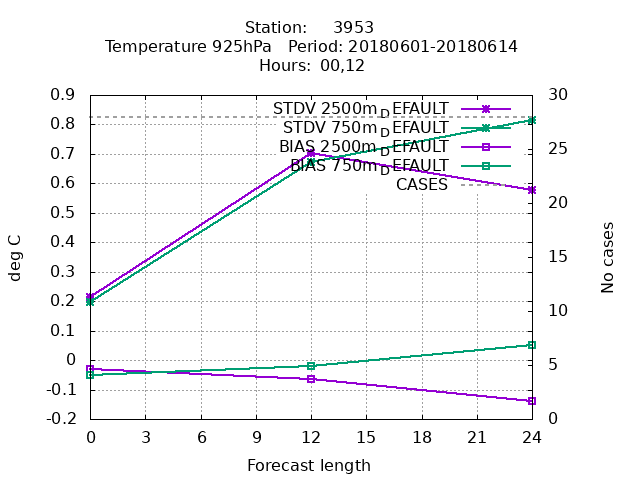 Station: 3953
Temperature 925hPa Period: 20180601-20180614
Hours: 00,12
0.9
0.8
0.7
0.6
0.5
0.4
0.3
0.2
0.1
0
-0.1
-0.2
deg C
STDV 2500m_DEFAULT
STDV 750m_DEFAULT
BIAS 2500m_DEFAULT
BIAS 750m_DEFAULT
CASES
30
25
20
15
10
5
0
No cases
0 3 6 9 12 15 18 21 24
Forecast length